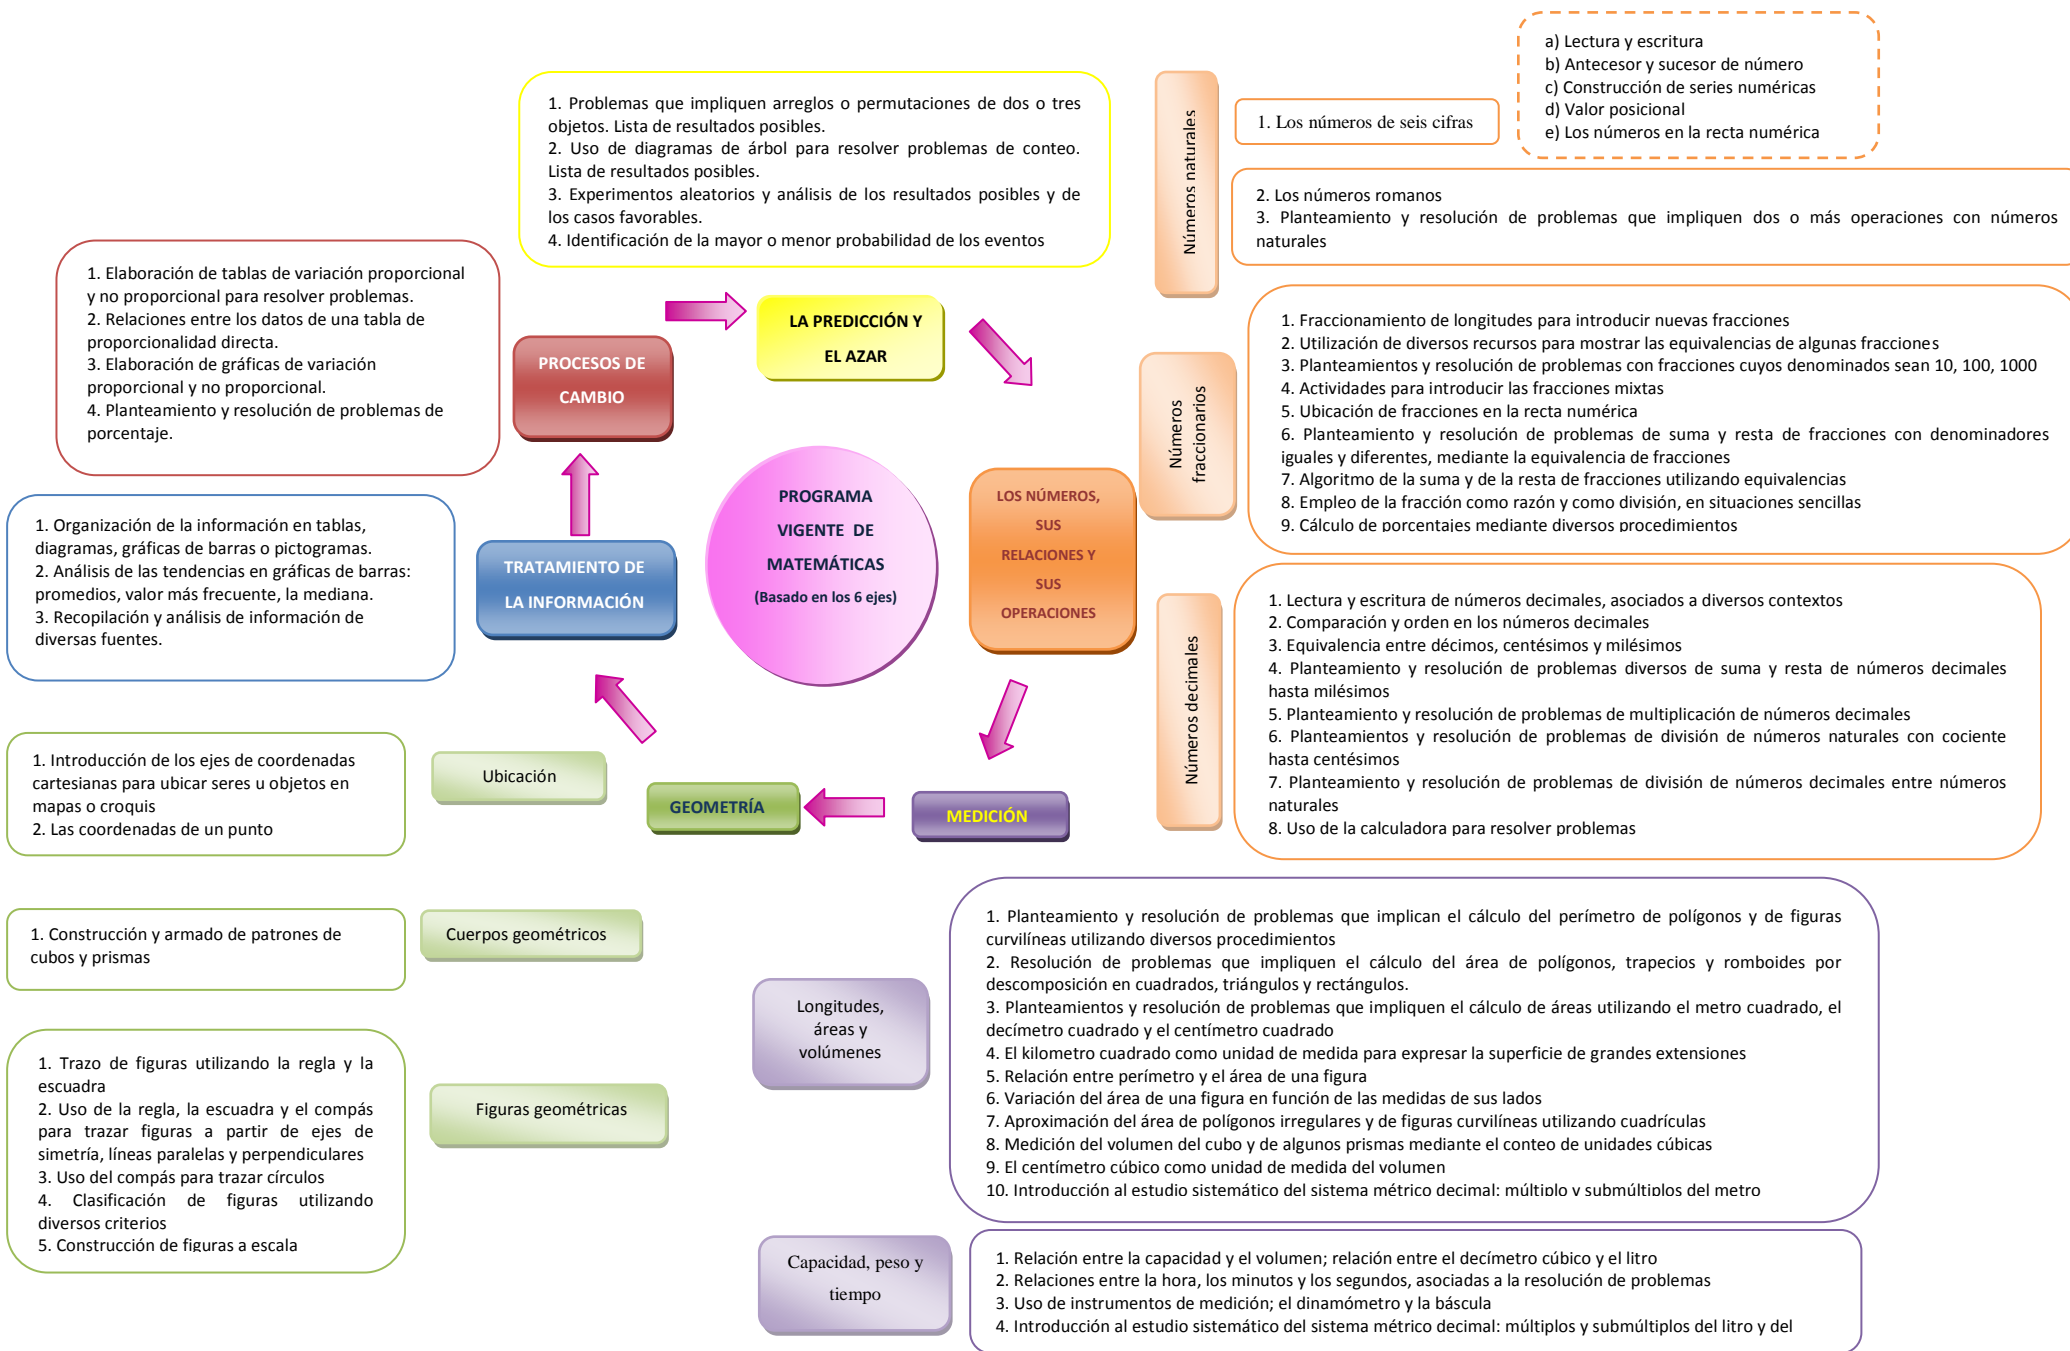 a) Lectura y escritura
b) Antecesor y sucesor de número
c) Construcción de series numéricas
d) Valor posicional
e) Los números en la recta numérica
1. Problemas que impliquen arreglos o permutaciones de dos o tres
objetos. Lista de resultados posibles.
2. Uso de diagramas de árbol para resolver problemas de conteo.
Lista de resultados posibles.
3. Experimentos aleatorios y análisis de los resultados posibles y de
los casos favorables.
4. Identificación de la mayor o menor probabilidad de los eventos
Números naturales
1. Los números de seis cifras
2. Los números romanos
3. Planteamiento y resolución de problemas que impliquen dos o más operaciones con números
naturales
1. Elaboración de tablas de variación proporcional
y no proporcional para resolver problemas.
2. Relaciones entre los datos de una tabla de
proporcionalidad directa.
3. Elaboración de gráficas de variación
proporcional y no proporcional.
4. Planteamiento y resolución de problemas de
porcentaje.
PROCESOS DE
CAMBIO
LA PREDICCIÓN Y
EL AZAR
Números
fraccionarios
1. Fraccionamiento de longitudes para introducir nuevas fracciones
2. Utilización de diversos recursos para mostrar las equivalencias de algunas fracciones
3. Planteamientos y resolución de problemas con fracciones cuyos denominados sean 10, 100, 1000
4. Actividades para introducir las fracciones mixtas
5. Ubicación de fracciones en la recta numérica
6. Planteamiento y resolución de problemas de suma y resta de fracciones con denominadores
iguales y diferentes, mediante la equivalencia de fracciones
7. Algoritmo de la suma y de la resta de fracciones utilizando equivalencias
8. Empleo de la fracción como razón y como división, en situaciones sencillas
9. Cálculo de porcentajes mediante diversos procedimientos
1. Organización de la información en tablas,
diagramas, gráficas de barras o pictogramas.
2. Análisis de las tendencias en gráficas de barras:
promedios, valor más frecuente, la mediana.
3. Recopilación y análisis de información de
diversas fuentes.
TRATAMIENTO DE
LA INFORMACIÓN
PROGRAMA
VIGENTE DE
MATEMÁTICAS
(Basado en los 6 ejes)
LOS NÚMEROS,
SUS
RELACIONES Y
SUS
OPERACIONES
Números decimales
1. Lectura y escritura de números decimales, asociados a diversos contextos
2. Comparación y orden en los números decimales
3. Equivalencia entre décimos, centésimos y milésimos
4. Planteamiento y resolución de problemas diversos de suma y resta de números decimales
hasta milésimos
5. Planteamiento y resolución de problemas de multiplicación de números decimales
6. Planteamientos y resolución de problemas de división de números naturales con cociente
hasta centésimos
7. Planteamiento y resolución de problemas de división de números decimales entre números
naturales
8. Uso de la calculadora para resolver problemas
1. Introducción de los ejes de coordenadas
cartesianas para ubicar seres u objetos en
mapas o croquis
2. Las coordenadas de un punto
Ubicación
GEOMETRÍA
MEDICIÓN
1. Construcción y armado de patrones de
cubos y prismas
Cuerpos geométricos
1. Trazo de figuras utilizando la regla y la
escuadra
2. Uso de la regla, la escuadra y el compás
para trazar figuras a partir de ejes de
simetría, líneas paralelas y perpendiculares
3. Uso del compás para trazar círculos
4. Clasificación de figuras utilizando
diversos criterios
5. Construcción de figuras a escala
Figuras geométricas
Longitudes,
áreas y
volúmenes
1. Planteamiento y resolución de problemas que implican el cálculo del perímetro de polígonos y de figuras
curvilíneas utilizando diversos procedimientos
2. Resolución de problemas que impliquen el cálculo del área de polígonos, trapecios y romboides por
descomposición en cuadrados, triángulos y rectángulos.
3. Planteamientos y resolución de problemas que impliquen el cálculo de áreas utilizando el metro cuadrado, el
decímetro cuadrado y el centímetro cuadrado
4. El kilometro cuadrado como unidad de medida para expresar la superficie de grandes extensiones
5. Relación entre perímetro y el área de una figura
6. Variación del área de una figura en función de las medidas de sus lados
7. Aproximación del área de polígonos irregulares y de figuras curvilíneas utilizando cuadrículas
8. Medición del volumen del cubo y de algunos prismas mediante el conteo de unidades cúbicas
9. El centímetro cúbico como unidad de medida del volumen
10. Introducción al estudio sistemático del sistema métrico decimal: múltiplo y submúltiplos del metro
Capacidad, peso y
tiempo
1. Relación entre la capacidad y el volumen; relación entre el decímetro cúbico y el litro
2. Relaciones entre la hora, los minutos y los segundos, asociadas a la resolución de problemas
3. Uso de instrumentos de medición; el dinamómetro y la báscula
4. Introducción al estudio sistemático del sistema métrico decimal: múltiplos y submúltiplos del litro y del